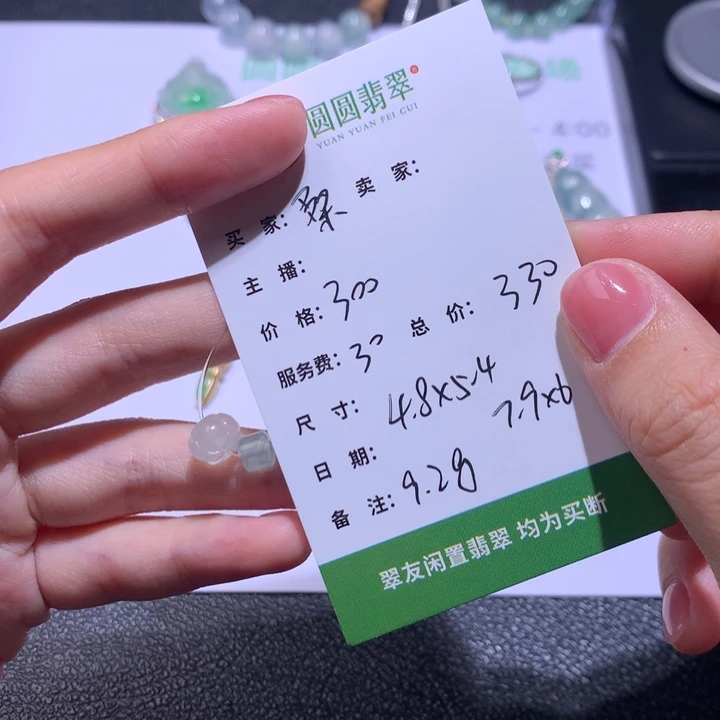 圆圆翡翠
YUAN YUAN FEI CUI
买 家: 卖 家:
主 播:
价 格: 300 总 价: 330
服务费: 30
尺 寸: 4.8x5.4 7.9x6
日 期:
备 注: 9.28
翠友闲置翡翠 均为买断
- 4:00